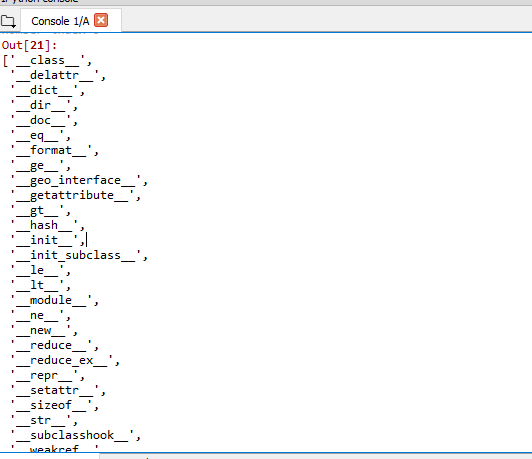 IPython console
Console 1/A
Out[21]:
['__class__',
'__delattr__',
'__dict__',
'__dir__',
'__doc__',
'__eq__',
'__format__',
'__ge__',
'__geo_interface__',
'__getattribute__',
'__gt__',
'__hash__',
'__init__',
'__init_subclass__',
'__le__',
'__lt__',
'__module__',
'__ne__',
'__new__',
'__reduce__',
'__reduce_ex__',
'__repr__',
'__setattr__',
'__sizeof__',
'__str__',
'__subclasshook__',
'__weakref__',